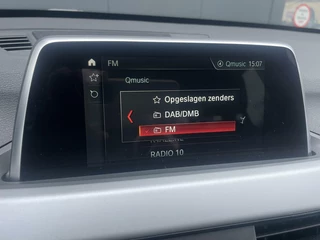 FM
Qmusic 15:07
Qmusic
Opgeslagen zenders
DAB/DMB
FM
RADIO 10